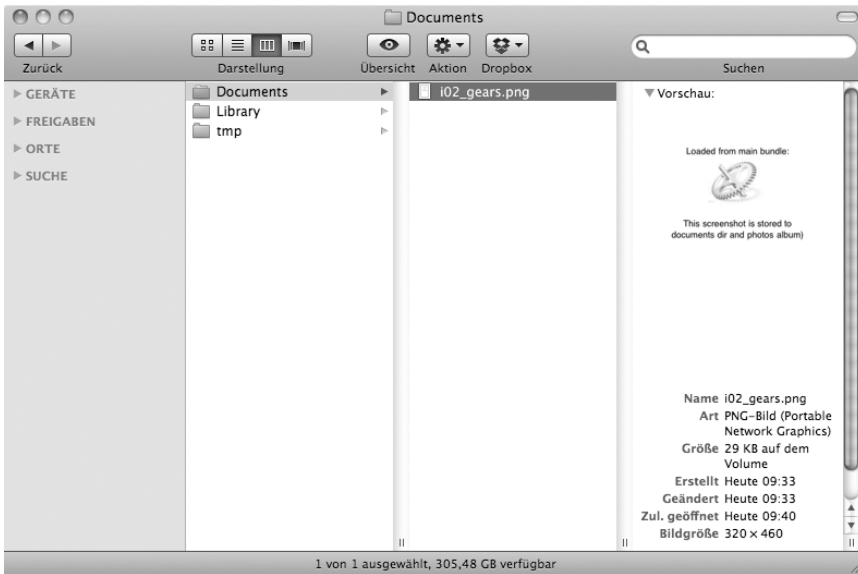 Documents
Zurück
Darstellung
Übersicht
Aktion
Dropbox
Suchen
GERÄTE
FREIGABEN
ORTE
SUCHE
Documents
Library
tmp
i02_gears.png
Vorschau:
Loaded from main bundle:
This screenshot is stored to
documents dir and photos album)
Name i02_gears.png
Art PNG-Bild (Portable
Network Graphics)
Größe 29 KB auf dem
Volume
Erstellt Heute 09:33
Geändert Heute 09:33
Zul. geöffnet Heute 09:40
Bildgröße 320 × 460
1 von 1 ausgewählt, 305,48 GB verfügbar